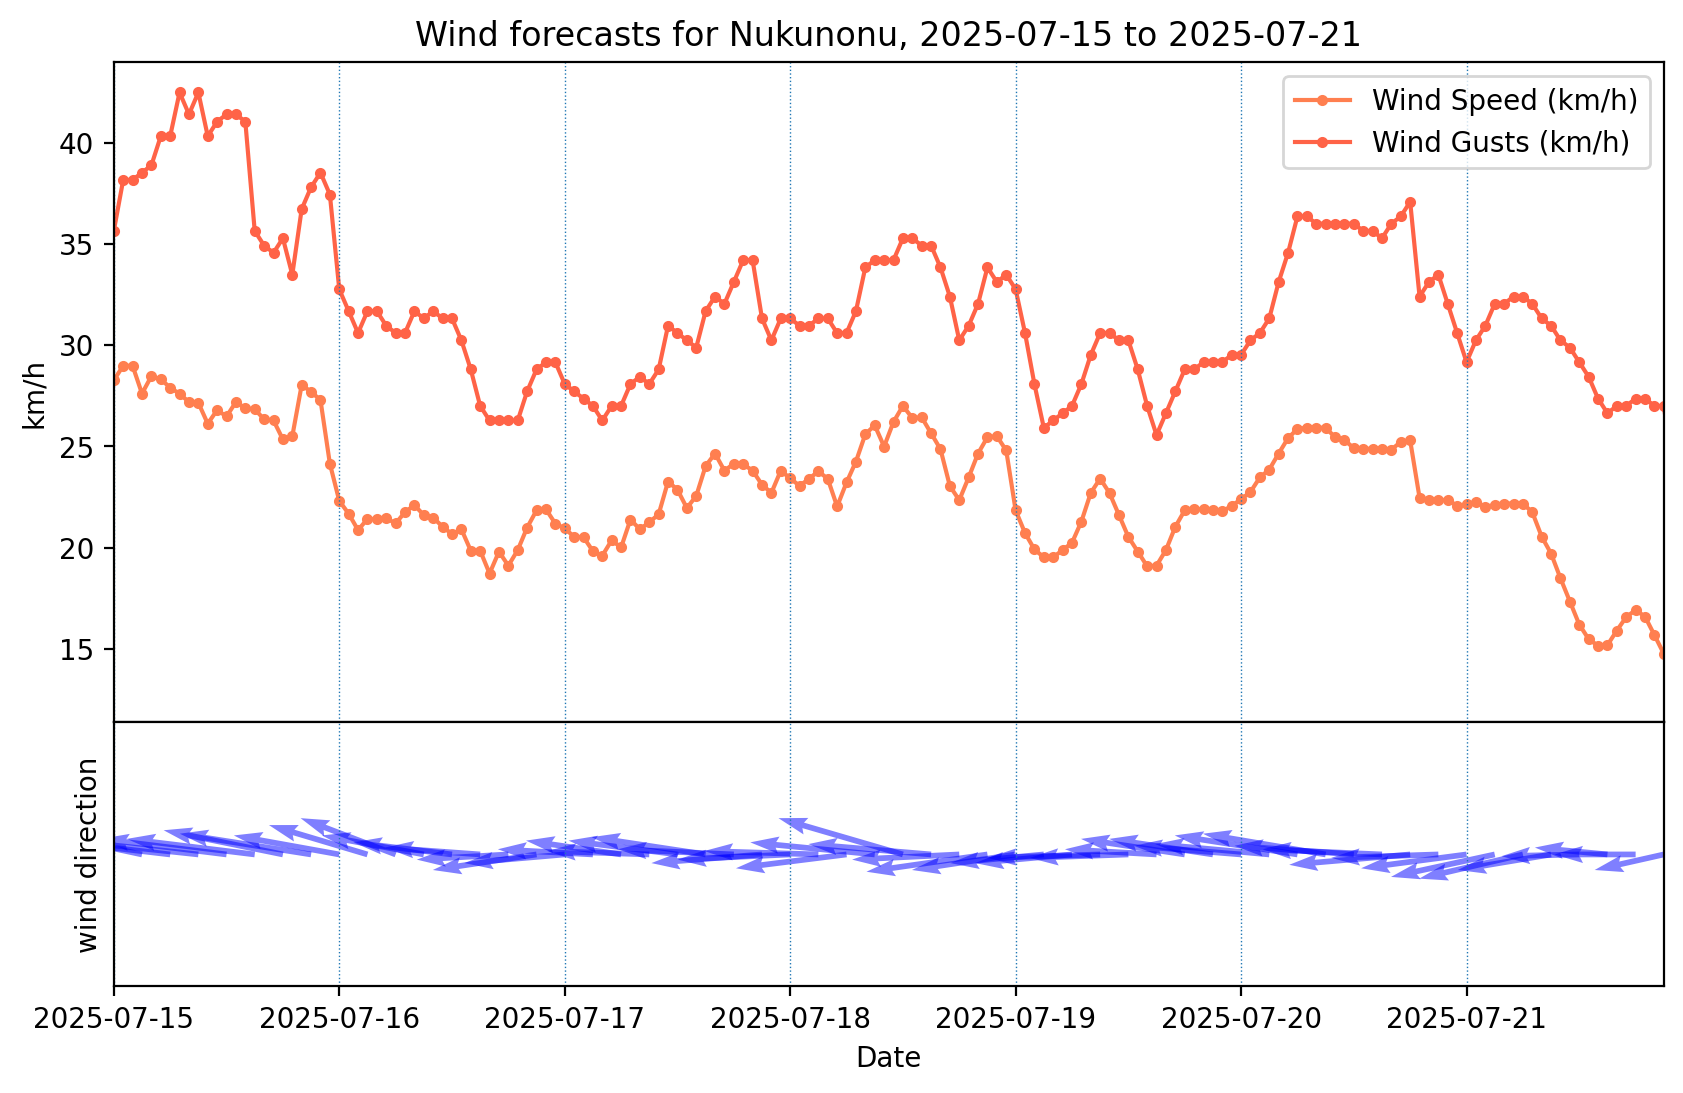 Wind forecasts for Nukunonu, 2025-07-15 to 2025-07-21
Wind Speed (km/h)
Wind Gusts (km/h)
km/h
40
35
30
25
20
15
wind direction
2025-07-15
2025-07-16
2025-07-17
2025-07-18
2025-07-19
2025-07-20
2025-07-21
Date